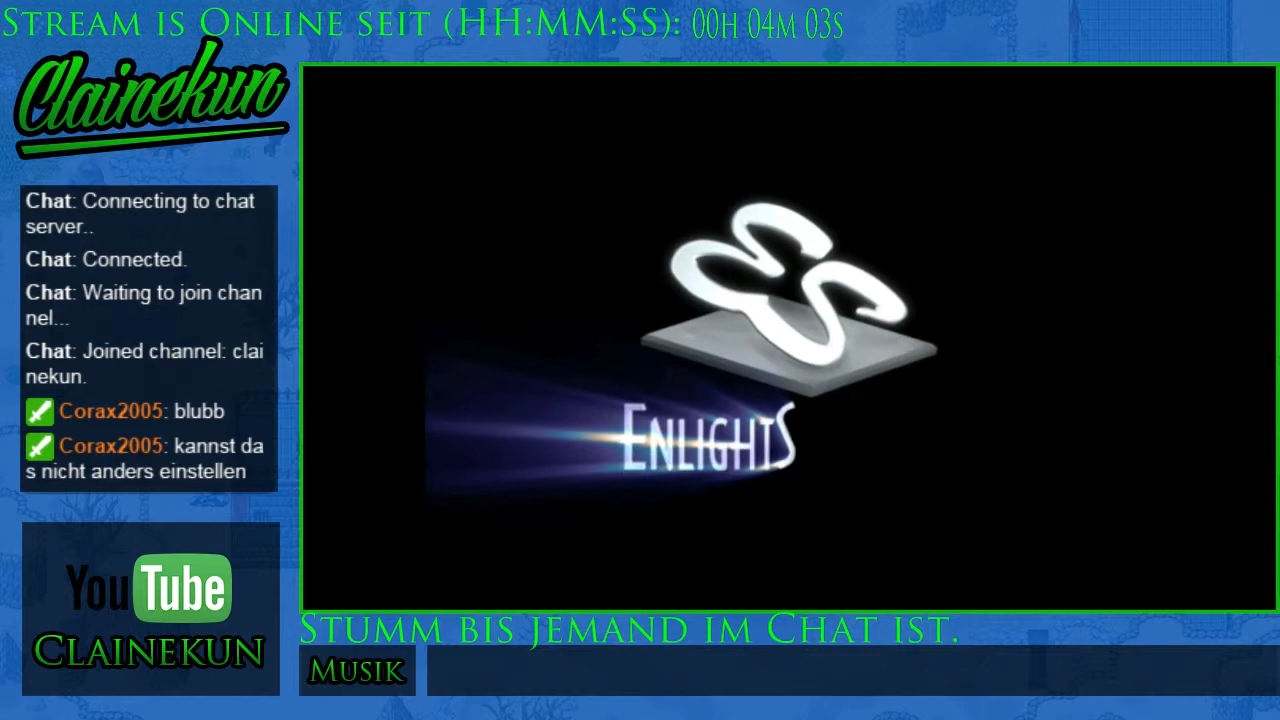 Stream is Online seit (HH:MM:SS): 00h 04m 03s
Clainekun
Chat: Connecting to chat
server..
Chat: Connected.
Chat: Waiting to join chan
nel...
Chat: Joined channel: clai
nekun.
Corax2005: blubb
Corax2005: kannst da
s nicht anders einstellen
ES
EnlightS
YouTube
Clainekun
Stumm bis jemand im Chat ist.
Musik